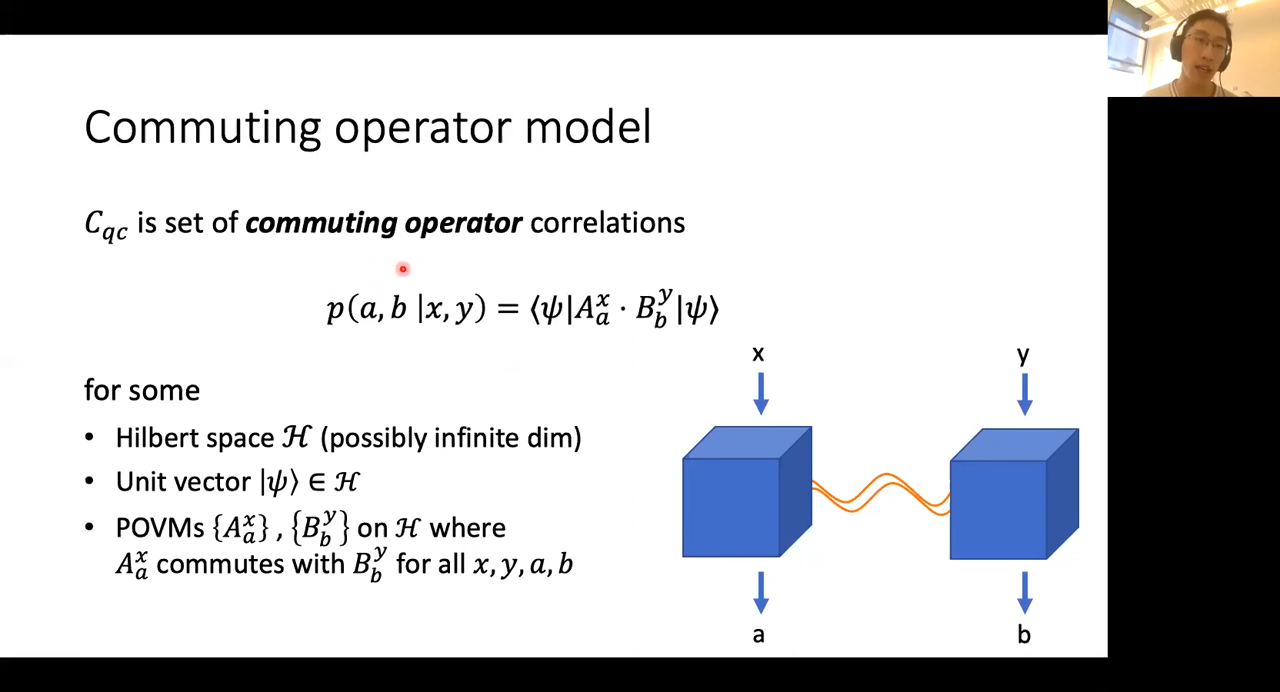 Commuting operator model
C_qc is set of commuting operator correlations
p(a, b |x, y) = ⟨ψ|A_a^x · B_b^y|ψ⟩
for some
• Hilbert space ℋ (possibly infinite dim)
• Unit vector |ψ⟩ ∈ ℋ
• POVMs {A_a^x} , {B_b^y} on ℋ where
A_a^x commutes with B_b^y for all x, y, a, b
x y
a b